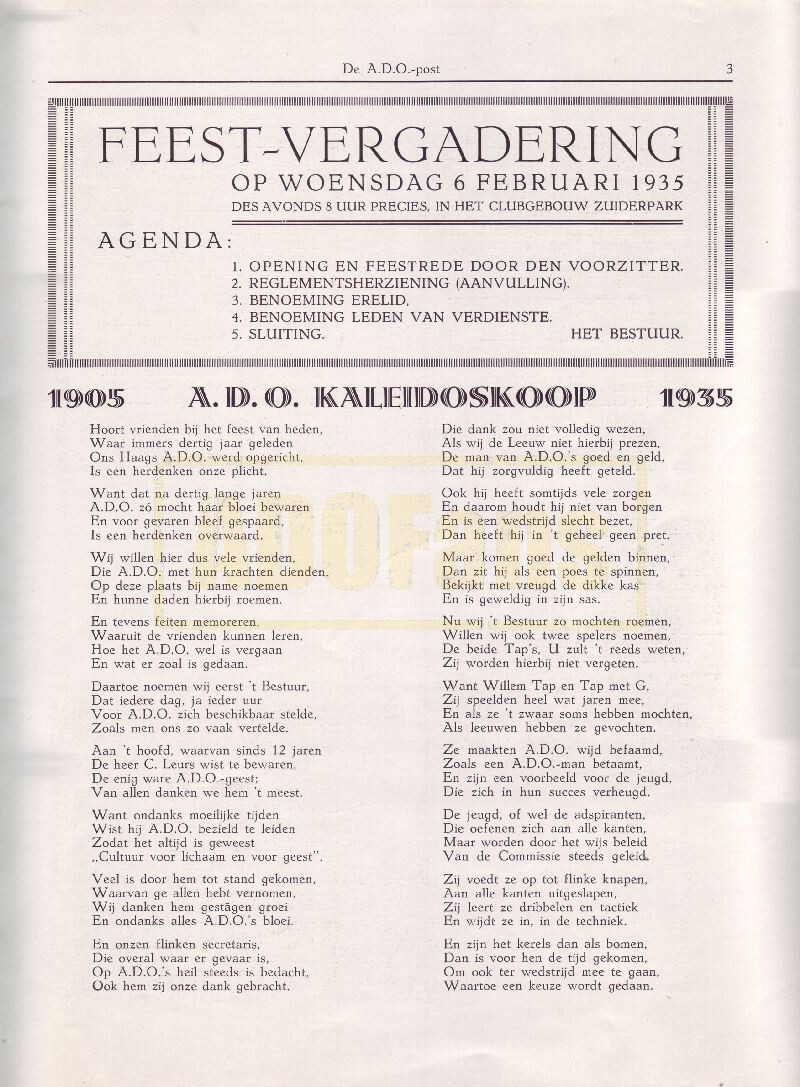 De A.D.O.-post
3
FEEST-VERGADERING
OP WOENSDAG 6 FEBRUARI 1935
DES AVONDS 8 UUR PRECIES, IN HET CLUBGEBOUW ZUIDERPARK
AGENDA:
1. OPENING EN FEESTREDE DOOR DEN VOORZITTER.
2. REGLEMENTSHERZIENING (AANVULLING).
3. BENOEMING ERELID.
4. BENOEMING LEDEN VAN VERDIENSTE.
5. SLUITING. HET BESTUUR.
1905 A.D.O. KALEIDOSKOOP 1935
Hoort vrienden bij het feest van heden,
Waar immers dertig jaar geleden
Ons Haags A.D.O. werd opgericht,
Is een herdenken onze plicht.
Want dat na dertig lange jaren
A.D.O. zó mocht haar bloei bewaren
En voor gevaren bleef gespaard,
Is een herdenken overwaard.
Wij willen hier dus vele vrienden,
Die A.D.O. met hun krachten dienden,
Op deze plaats bij name noemen
En hunne daden hierbij roemen.
En tevens feiten memoreren,
Waaruit de vrienden kunnen leren,
Hoe het A.D.O. wel is vergaan
En wat er zoal is gedaan.
Daartoe noemen wij eerst 't Bestuur,
Dat iedere dag, ja ieder uur
Voor A.D.O. zich beschikbaar stelde,
Zoals men ons zo vaak vertelde.
Aan 't hoofd, waarvan sinds 12 jaren
De heer C. Leurs wist te bewaren,
De enig ware A.D.O.-geest;
Van allen danken we hem 't meest.
Want ondanks moeilijke tijden
Wist hij A.D.O. bezield te leiden
Zodat het altijd is geweest
„Cultuur voor lichaam en voor geest".
Veel is door hem tot stand gekomen,
Waarvan ge allen hebt vernomen,
Wij danken hem gestâgen groei
En ondanks alles A.D.O.'s bloei.
En onzen flinken secretaris,
Die overal waar er gevaar is,
Op A.D.O.'s heil steeds is bedacht,
Ook hem zij onze dank gebracht.
Die dank zou niet volledig wezen,
Als wij de Leeuw niet hierbij prezen,
De man van A.D.O.'s goed en geld,
Dat hij zorgvuldig heeft geteld.
Ook hij heeft somtijds vele zorgen
En daarom houdt hij niet van borgen
En is een wedstrijd slecht bezet,
Dan heeft hij in 't geheel geen pret.
Maar komen goed de gelden binnen,
Dan zit hij als een poes te spinnen,
Bekijkt met vreugd de dikke kas
En is geweldig in zijn sas.
Nu wij 't Bestuur zo mochten roemen,
Willen wij ook twee spelers noemen,
De beide Tap's, U zult 't reeds weten,
Zij worden hierbij niet vergeten.
Want Willem Tap en Tap met G,
Zij speelden heel wat jaren mee,
En als ze 't zwaar soms hebben mochten,
Als leeuwen hebben ze gevochten.
Ze maakten A.D.O. wijd befaamd,
Zoals een A.D.O.-man betaamt,
En zijn een voorbeeld voor de jeugd,
Die zich in hun succes verheugd.
De jeugd, of wel de adspiranten,
Die oefenen zich aan alle kanten,
Maar worden door het wijs beleid
Van de Commissie steeds geleid.
Zij voedt ze op tot flinke knapen,
Aan alle kanten uitgeslapen,
Zij leert ze dribbelen en tactiek
En wijdt ze in, in de techniek.
En zijn het kerels dan als bomen,
Dan is voor hen de tijd gekomen,
Om ook ter wedstrijd mee te gaan,
Waartoe een keuze wordt gedaan.